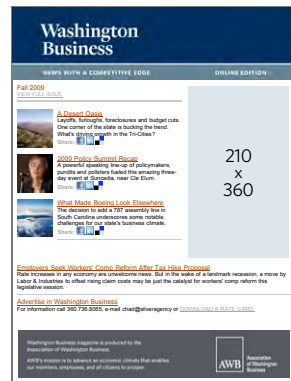 Washington
Business
NEWS WITH A COMPETITIVE EDGE
ONLINE EDITION
Fall 2009
VIEW FULL ISSUE
A Desert Oasis
Layoffs, furloughs, foreclosures and budget cuts.
One corner of the state is bucking the trend.
What's driving growth in the Tri-Cities?
Share:
2009 Policy Summit Recap
A powerful speaking line-up of policymakers,
pundits and pollsters fueled this amazing three-
day event at Suncadia, near Cle Elum.
Share:
What Made Boeing Look Elsewhere
The decision to add a 787 assembly line in
South Carolina underscores some notable
challenges for our state's business climate.
Share:
210
x
360
Employers Seek Workers' Comp Reform After Tax Hike Proposal
Rate increases in any economy are unwelcome news. But in the wake of a landmark recession, a move by
Labor & Industries to offset rising claim costs may be just the catalyst for workers' comp reform this
legislative session.
Advertise in Washington Business
For information call 360.736.8065, e-mail chad@silveragency or DOWNLOAD A RATE CARD.
Washington Business magazine is produced by the
Association of Washington Business.
AWB's mission is to advance an economic climate that enables
our members, employees, and all citizens to prosper.
AWB
Association
of Washington
Business